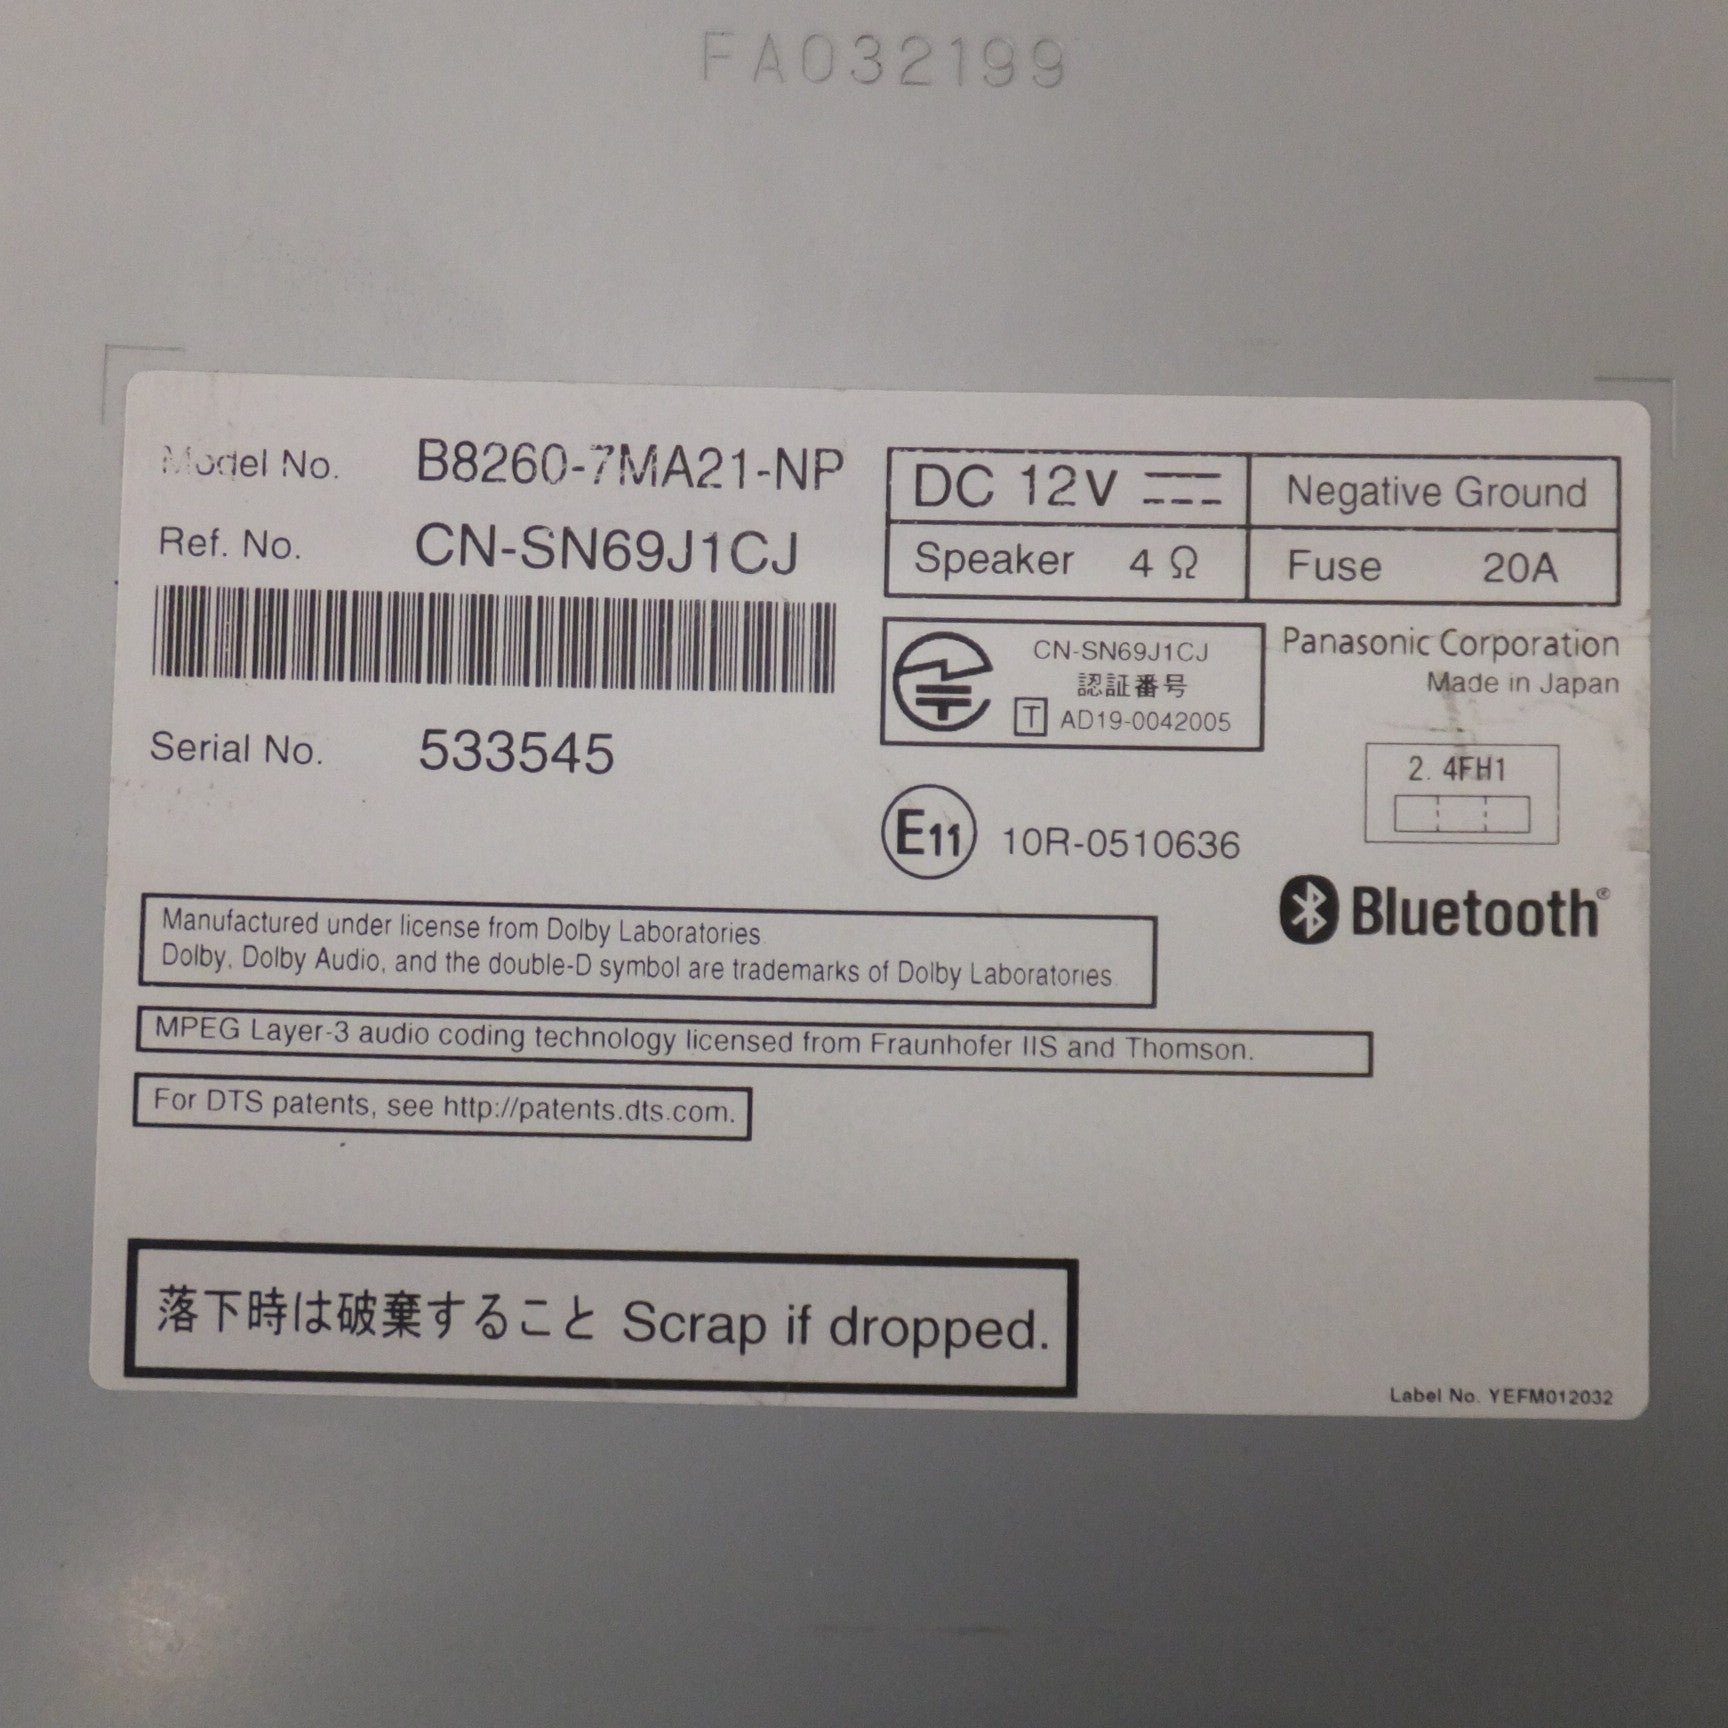 FA032199
Model No. B8260-7MA21-NP
Ref. No. CN-SN69J1CJ
Serial No. 533545
DC 12V Negative Ground
Speaker 4 Ω Fuse 20A
CN-SN69J1CJ
認証番号
T AD19-0042005
Panasonic Corporation
Made in Japan
2.4FH1
E11 10R-0510636
Bluetooth®
Manufactured under license from Dolby Laboratories.
Dolby, Dolby Audio, and the double-D symbol are trademarks of Dolby Laboratories.
MPEG Layer-3 audio coding technology licensed from Fraunhofer IIS and Thomson.
For DTS patents, see http://patents.dts.com.
落下時は破棄すること Scrap if dropped.
Label No. YEFM012032